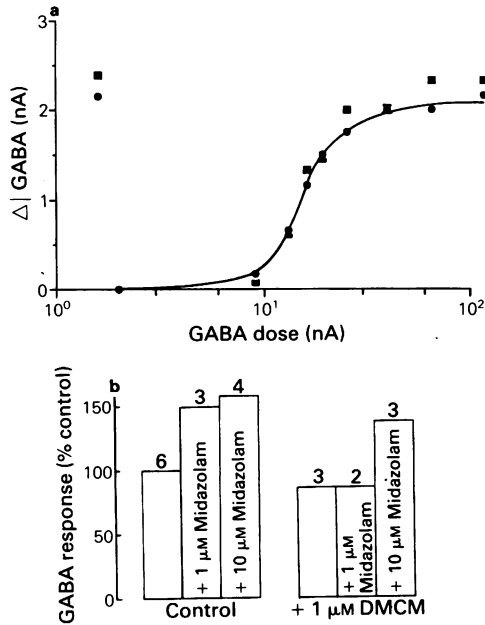 a
3
2
1
0
Δ| GABA (nA)
10⁰
10¹
10²
GABA dose (nA)
b
GABA response (% control)
150
100
50
0
6
3
+ 1 μM Midazolam
4
+ 10 μM Midazolam
Control
3
2
+ 1 μM
Midazolam
3
+ 10 μM Midazolam
+ 1 μM DMCM